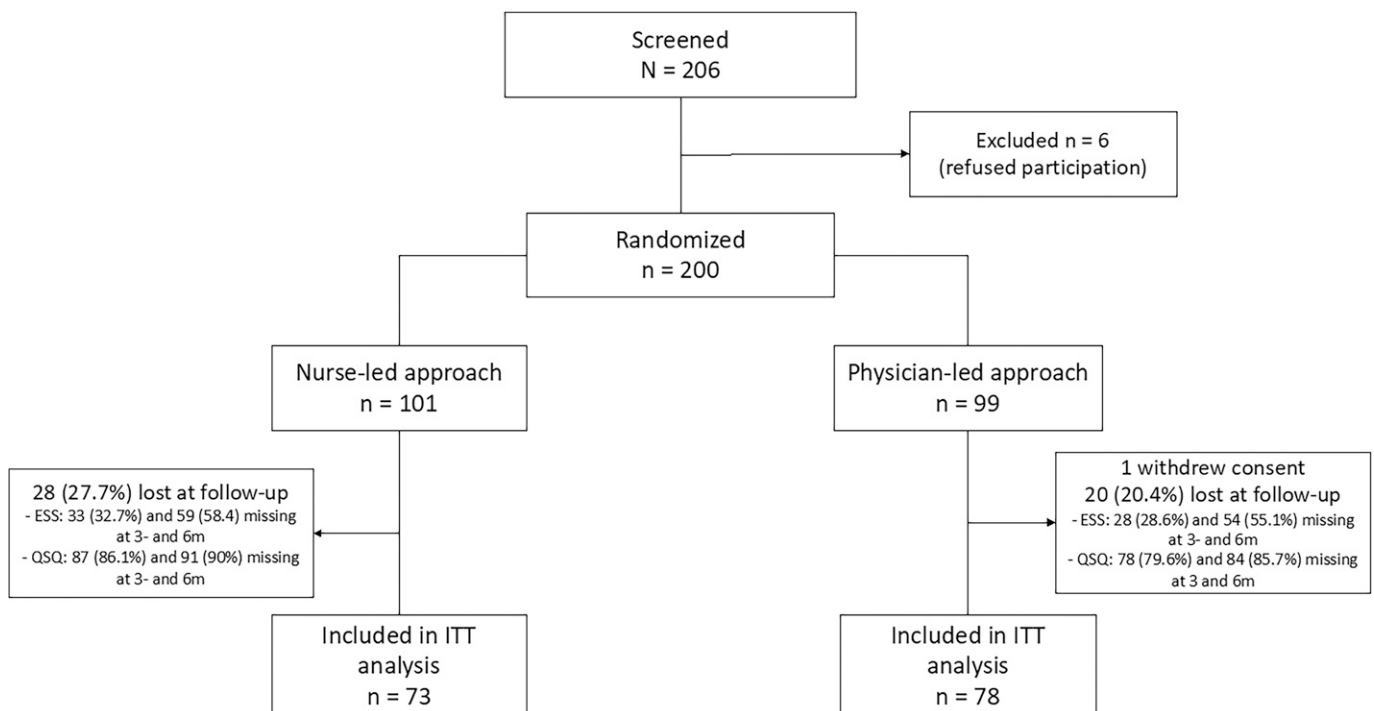 Screened
N = 206
Excluded n = 6
(refused participation)
Randomized
n = 200
Nurse-led approach
n = 101
Physician-led approach
n = 99
28 (27.7%) lost at follow-up
- ESS: 33 (32.7%) and 59 (58.4) missing
at 3- and 6m
- QSQ: 87 (86.1%) and 91 (90%) missing
at 3- and 6m
1 withdrew consent
20 (20.4%) lost at follow-up
- ESS: 28 (28.6%) and 54 (55.1%) missing
at 3- and 6m
- QSQ: 78 (79.6%) and 84 (85.7%) missing
at 3 and 6m
Included in ITT
analysis
n = 73
Included in ITT
analysis
n = 78